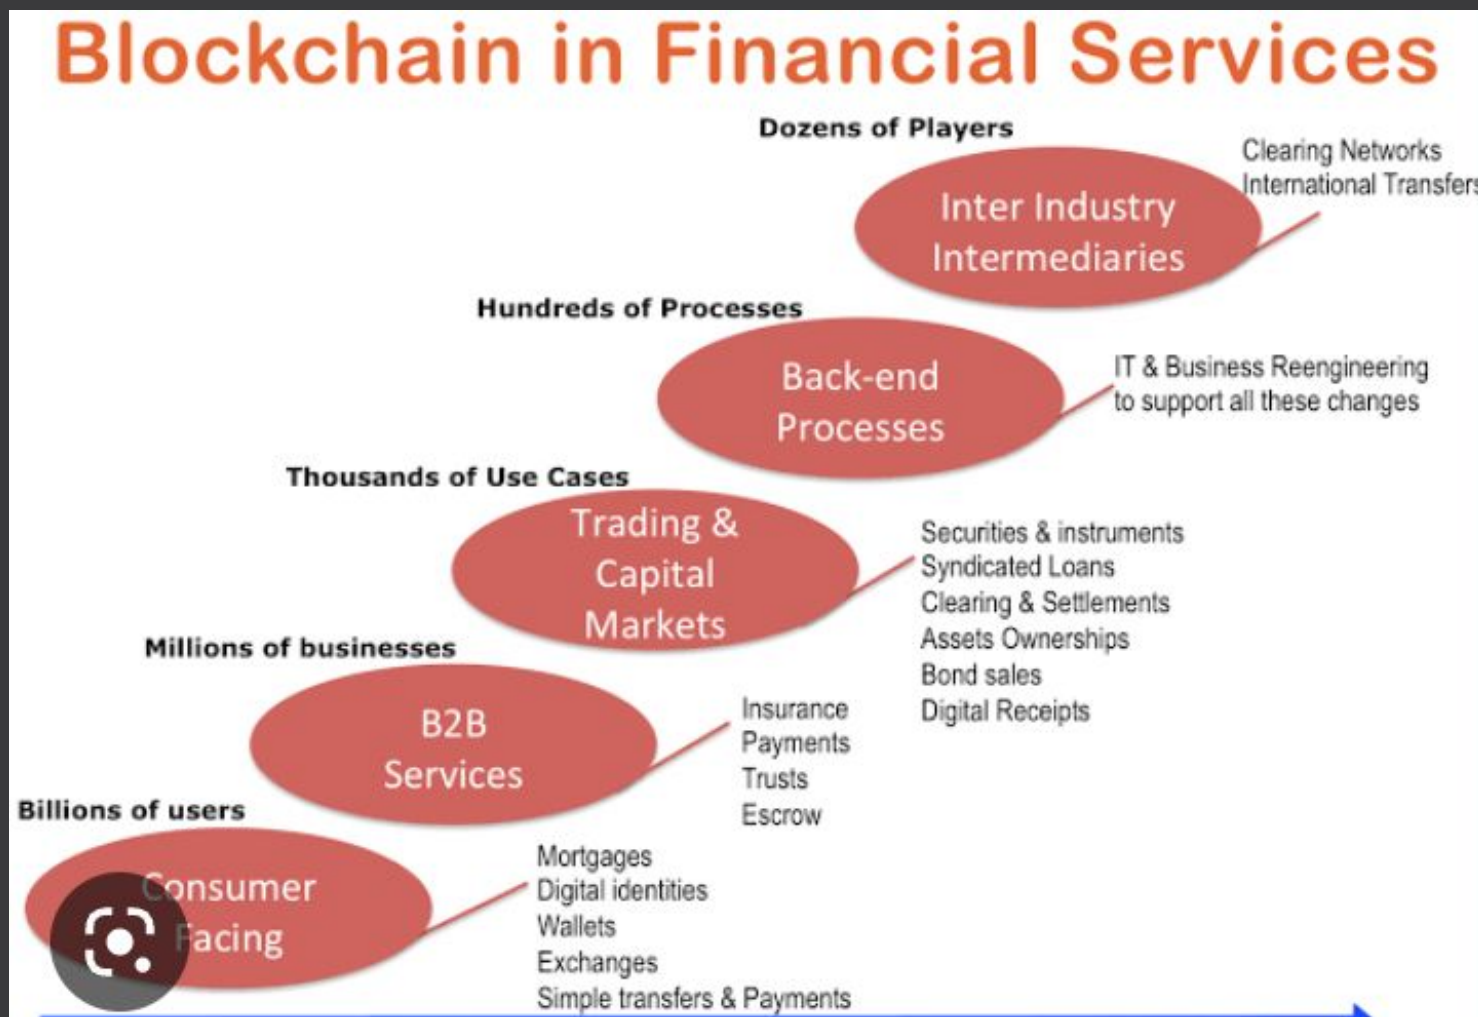 Blockchain in Financial Services
Dozens of Players
Inter Industry
Intermediaries
Clearing Networks
International Transfers
Hundreds of Processes
Back-end
Processes
IT & Business Reengineering
to support all these changes
Thousands of Use Cases
Trading &
Capital
Markets
Securities & instruments
Syndicated Loans
Clearing & Settlements
Assets Ownerships
Bond sales
Digital Receipts
Millions of businesses
B2B
Services
Insurance
Payments
Trusts
Escrow
Billions of users
Consumer
Facing
Mortgages
Digital identities
Wallets
Exchanges
Simple transfers & Payments